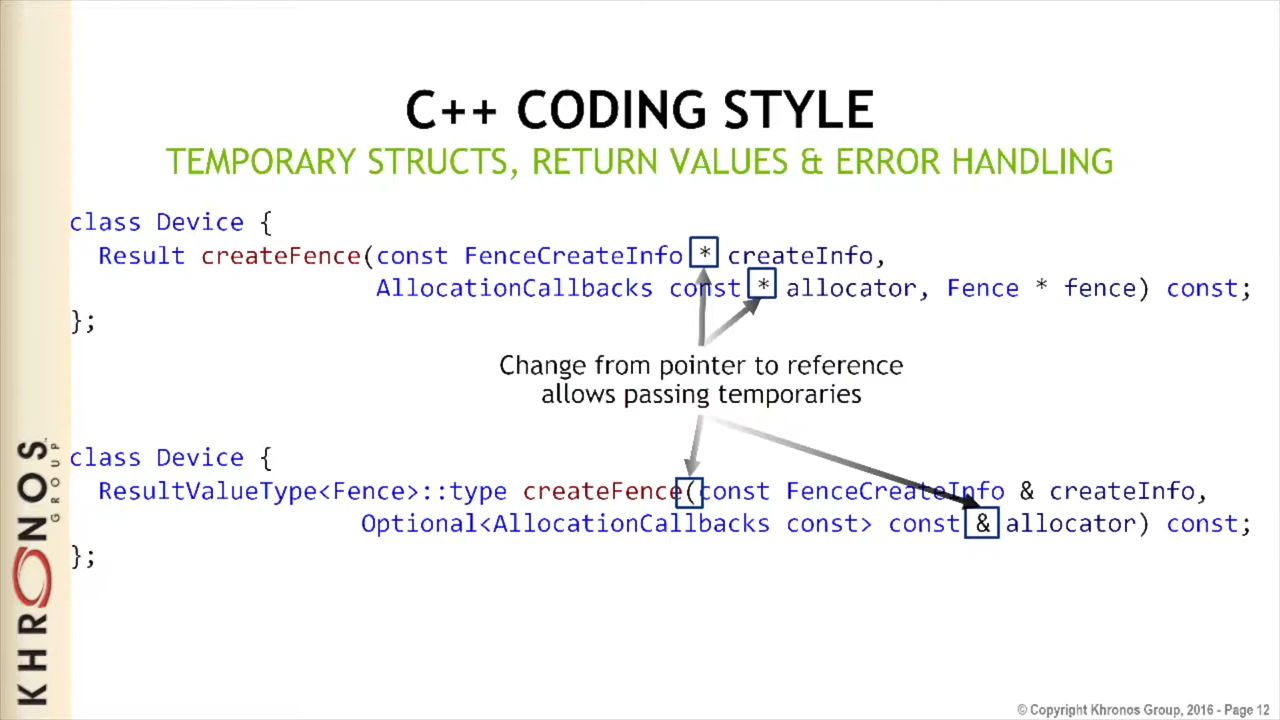 C++ CODING STYLE
TEMPORARY STRUCTS, RETURN VALUES & ERROR HANDLING
class Device {
Result createFence(const FenceCreateInfo * createInfo,
AllocationCallbacks const * allocator, Fence * fence) const;
};
Change from pointer to reference
allows passing temporaries
class Device {
ResultValueType<Fence>::type createFence(const FenceCreateInfo & createInfo,
Optional<AllocationCallbacks const> const & allocator) const;
};
KHRONOS
GROUP
© Copyright Khronos Group, 2016 - Page 12